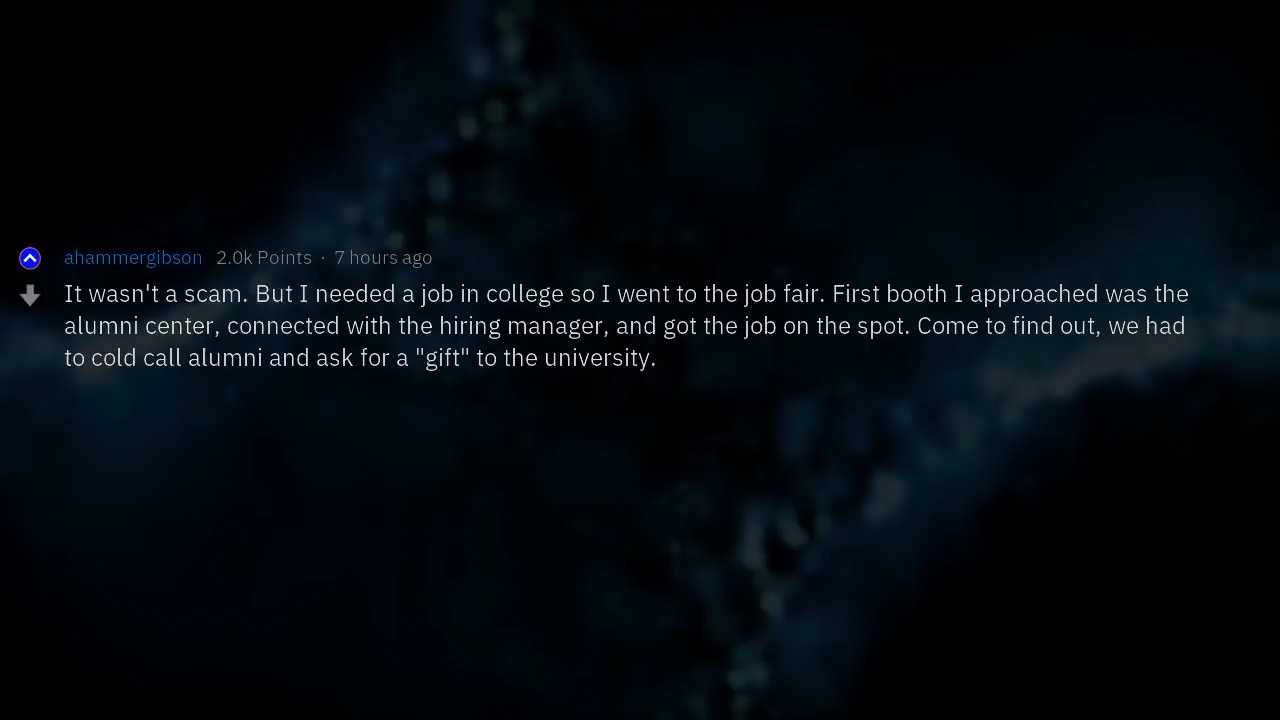 ahammergibson 2.0k Points · 7 hours ago
It wasn't a scam. But I needed a job in college so I went to the job fair. First booth I approached was the
alumni center, connected with the hiring manager, and got the job on the spot. Come to find out, we had
to cold call alumni and ask for a "gift" to the university.